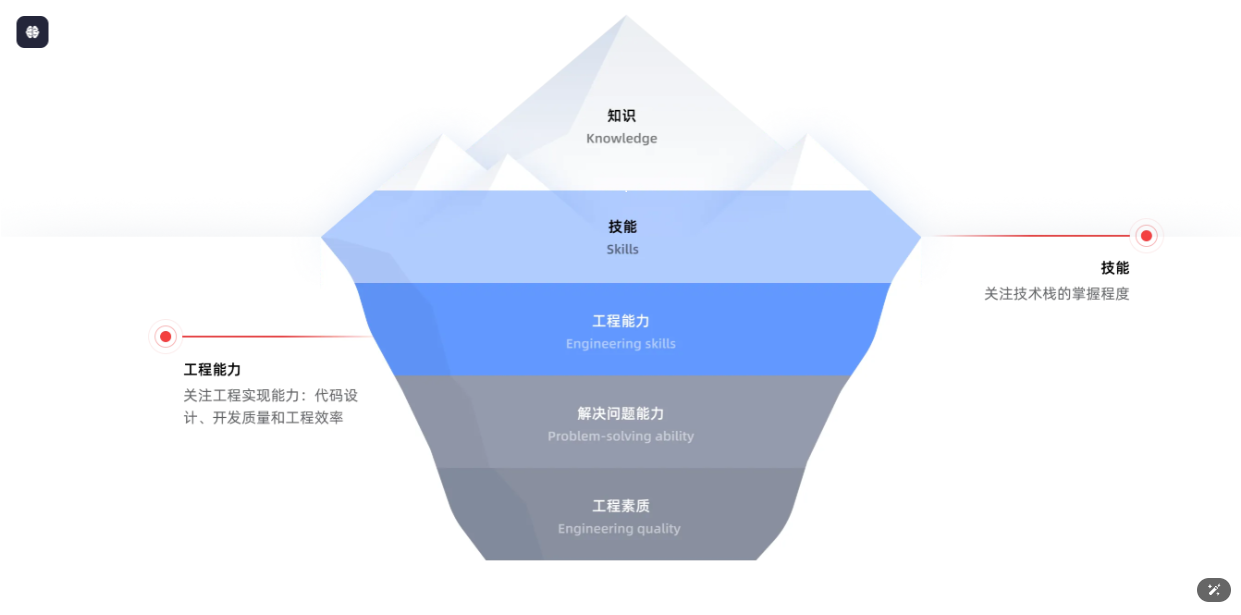 知识
Knowledge
技能
Skills
技能
关注技术栈的掌握程度
工程能力
Engineering skills
工程能力
关注工程实现能力：代码设
计、开发质量和工程效率
解决问题能力
Problem-solving ability
工程素质
Engineering quality